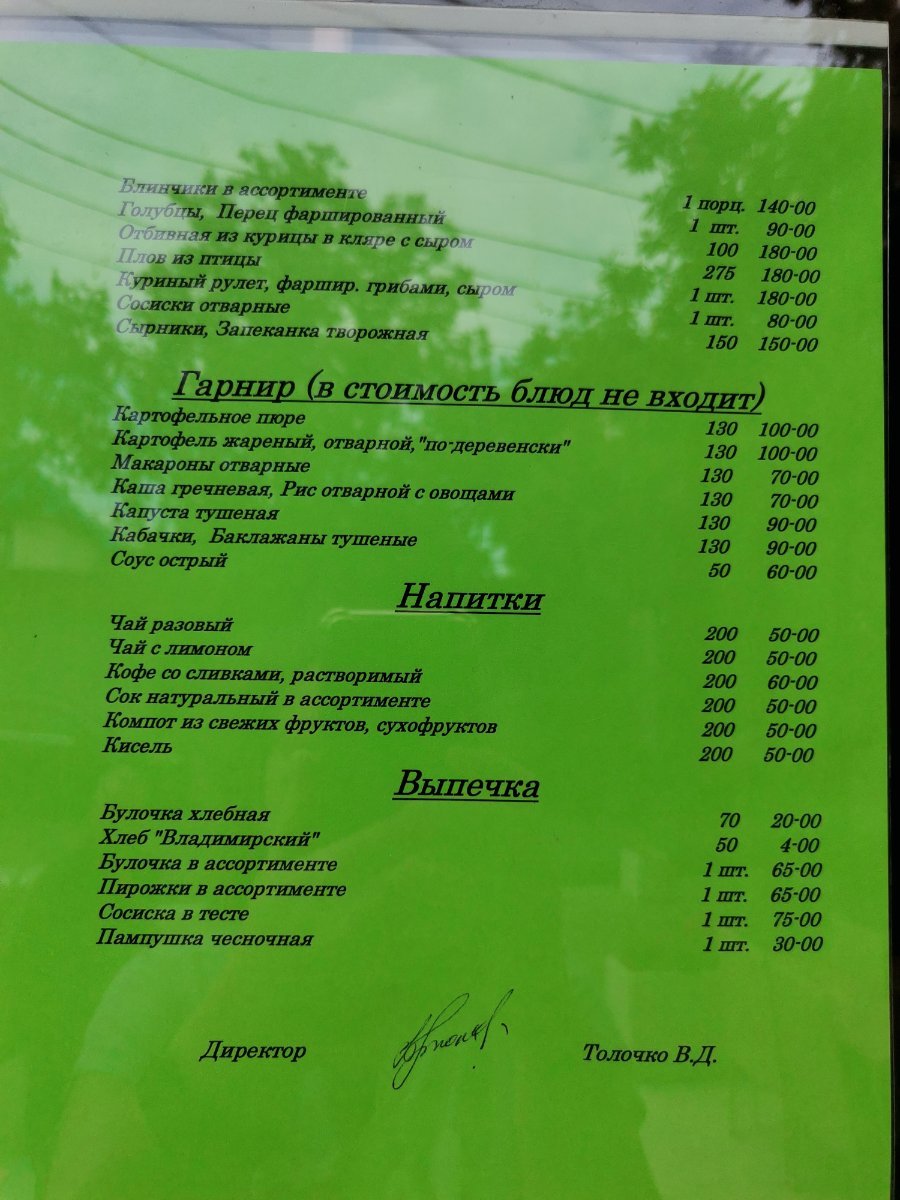 Блинчики в ассортименте 1 порц. 140-00
Голубцы, Перец фаршированный 1 шт. 90-00
Отбивная из курицы в кляре с сыром 100 180-00
Плов из птицы 275 180-00
Куриный рулет, фаршир. грибами, сыром 1 шт. 180-00
Сосиски отварные 1 шт. 80-00
Сырники, Запеканка творожная 150 150-00
Гарнир (в стоимость блюд не входит)
Картофельное пюре 130 100-00
Картофель жареный, отварной,"по-деревенски" 130 100-00
Макароны отварные 130 70-00
Каша гречневая, Рис отварной с овощами 130 70-00
Капуста тушеная 130 90-00
Кабачки, Баклажаны тушеные 130 90-00
Соус острый 50 60-00
Напитки
Чай разовый 200 50-00
Чай с лимоном 200 50-00
Кофе со сливками, растворимый 200 60-00
Сок натуральный в ассортименте 200 50-00
Компот из свежих фруктов, сухофруктов 200 50-00
Кисель 200 50-00
Выпечка
Булочка хлебная 70 20-00
Хлеб "Владимирский" 50 4-00
Булочка в ассортименте 1 шт. 65-00
Пирожки в ассортименте 1 шт. 65-00
Сосиска в тесте 1 шт. 75-00
Пампушка чесночная 1 шт. 30-00
Директор Толочко В.Д.